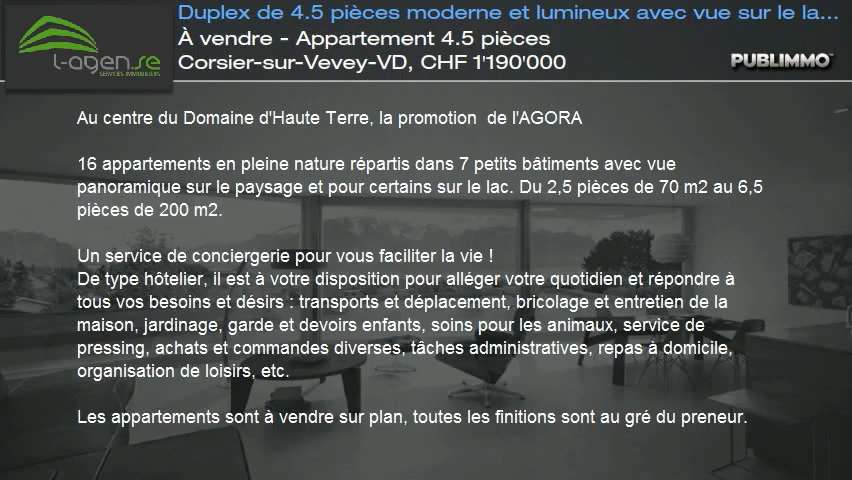 L-agen.se
SERVICES IMMOBILIERS
Duplex de 4.5 pièces moderne et lumineux avec vue sur le la...
À vendre - Appartement 4.5 pièces
Corsier-sur-Vevey-VD, CHF 1'190'000
PUBLIMMO™
Au centre du Domaine d'Haute Terre, la promotion de l'AGORA
16 appartements en pleine nature répartis dans 7 petits bâtiments avec vue
panoramique sur le paysage et pour certains sur le lac. Du 2,5 pièces de 70 m2 au 6,5
pièces de 200 m2.
Un service de conciergerie pour vous faciliter la vie !
De type hôtelier, il est à votre disposition pour alléger votre quotidien et répondre à
tous vos besoins et désirs : transports et déplacement, bricolage et entretien de la
maison, jardinage, garde et devoirs enfants, soins pour les animaux, service de
pressing, achats et commandes diverses, tâches administratives, repas à domicile,
organisation de loisirs, etc.
Les appartements sont à vendre sur plan, toutes les finitions sont au gré du preneur.